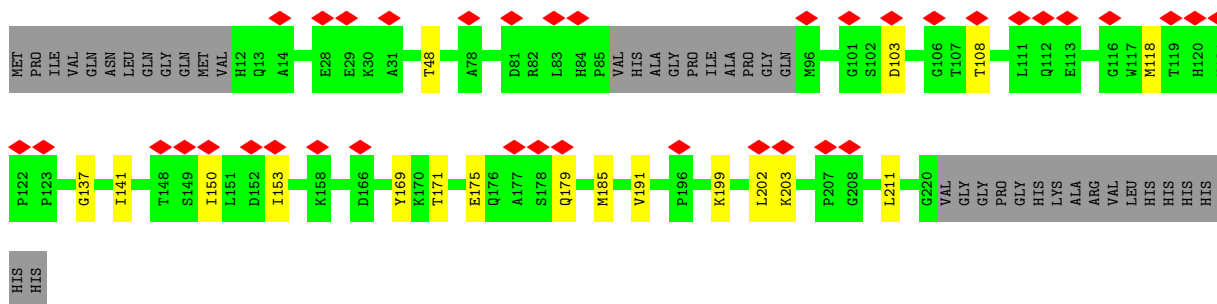 MET PRO ILE VAL GLN ASN LEU GLN GLY GLN MET VAL H12 Q13 A14 E28 E29 K30 A31 T48 A78 D81 R82 L83 H84 P85 VAL HIS ALA GLY PRO ILE ALA PRO GLY GLN M96 G101 S102 D103 G106 T107 T108 L111 Q112 E113 G116 W117 M118 T119 H120
P122 P123 G137 I141 T148 S149 I150 L151 D152 I153 K158 D166 Y169 K170 T171 E175 Q176 A177 S178 Q179 M185 V191 P196 K199 L202 K203 P207 G208 L211 G220 VAL GLY GLY PRO GLY HIS LYS ALA ARG VAL LEU HIS HIS HIS HIS
HIS HIS